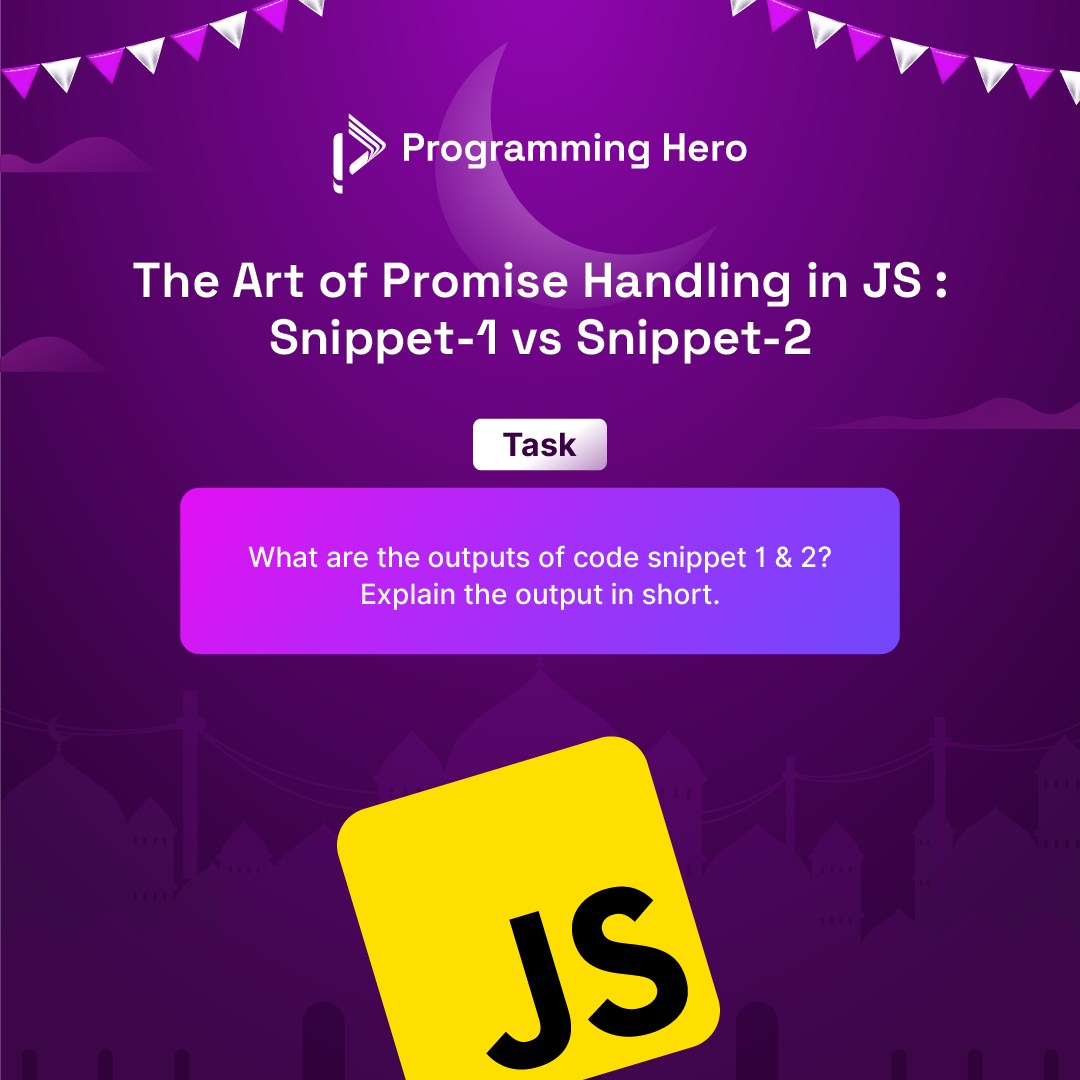 Programming Hero
The Art of Promise Handling in JS :
Snippet-1 vs Snippet-2
Task
What are the outputs of code snippet 1 & 2?
Explain the output in short.
JS